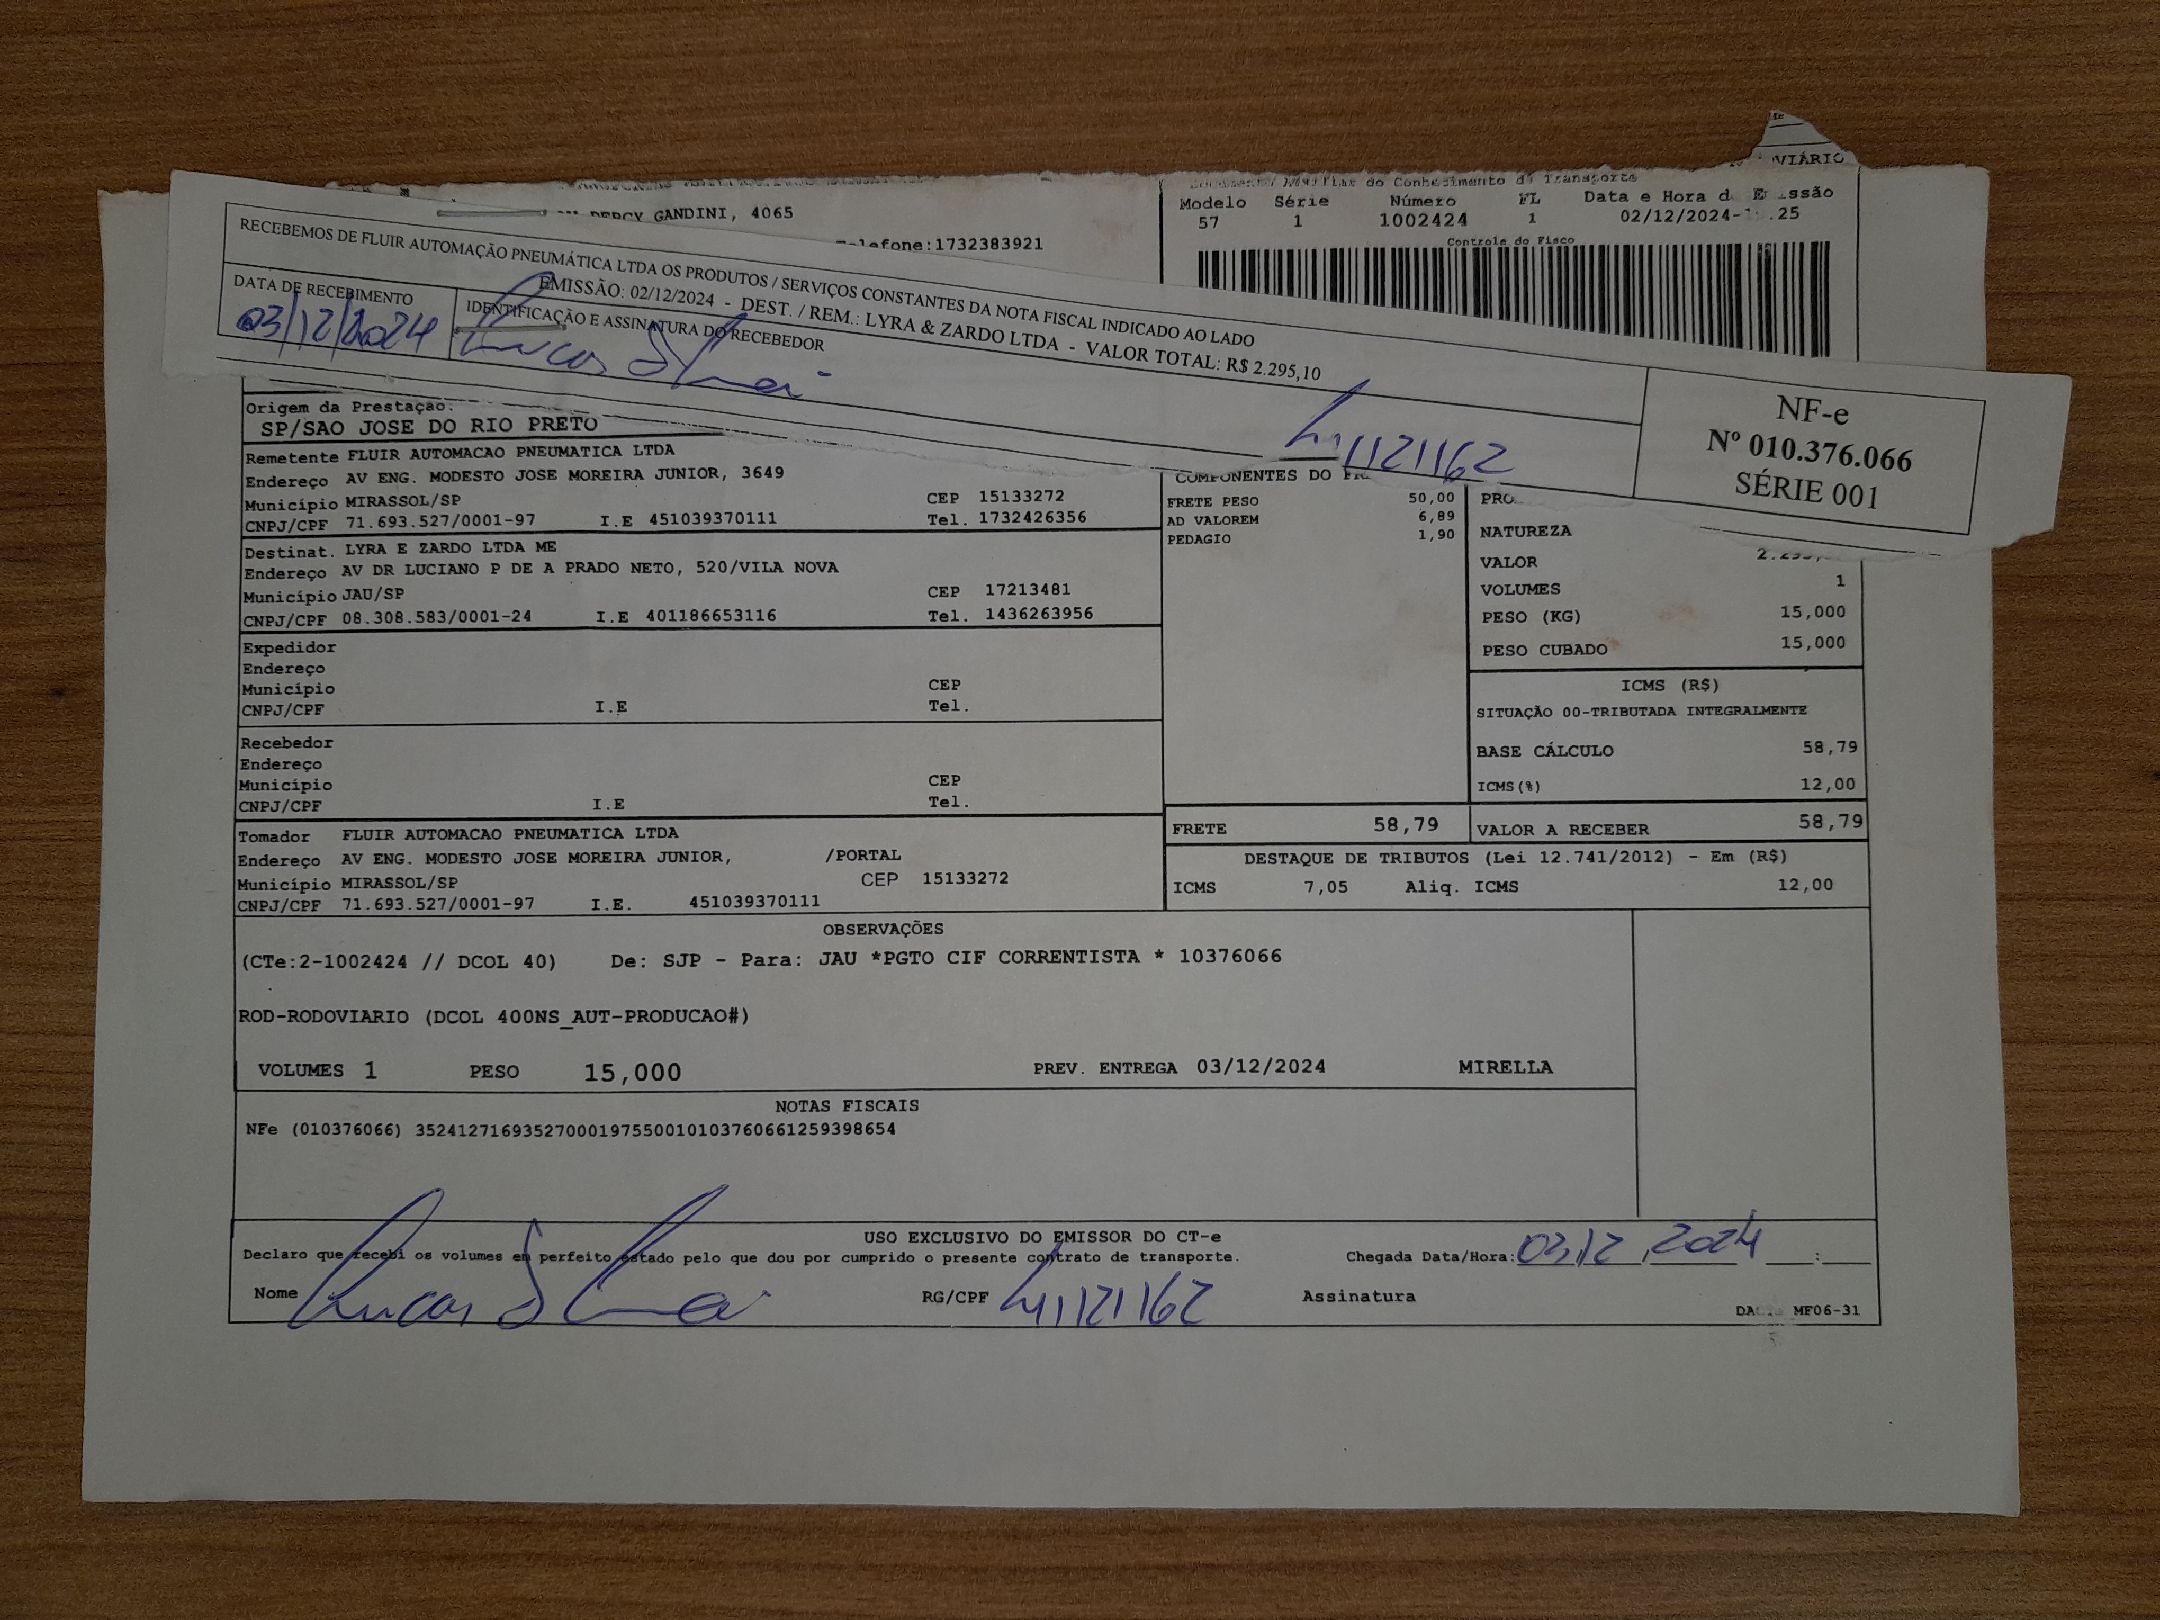 VIÁRIO
do Conhecimento de Transporte
Modelo Série Número FL Data e Hora d Emissão
57 1 1002424 1 02/12/2024- .25
Controle do Fisco
DERCY GANDINI, 4065
Telefone:1732383921
RECEBEMOS DE FLUIR AUTOMAÇÃO PNEUMÁTICA LTDA OS PRODUTOS / SERVIÇOS CONSTANTES DA NOTA FISCAL INDICADO AO LADO
EMISSÃO: 02/12/2024 - DEST. / REM.: LYRA & ZARDO LTDA - VALOR TOTAL: R$ 2.295,10
DATA DE RECEBIMENTO
03/12/2024
IDENTIFICAÇÃO E ASSINATURA DO RECEBEDOR
Lucas
41121162
NF-e
Nº 010.376.066
SÉRIE 001
Origem da Prestação:
SP/SAO JOSE DO RIO PRETO
Remetente FLUIR AUTOMACAO PNEUMATICA LTDA
Endereço AV ENG. MODESTO JOSE MOREIRA JUNIOR, 3649
Município MIRASSOL/SP CEP 15133272
CNPJ/CPF 71.693.527/0001-97 I.E 451039370111 Tel. 1732426356
Destinat. LYRA E ZARDO LTDA ME
Endereço AV DR LUCIANO P DE A PRADO NETO, 520/VILA NOVA
Município JAU/SP CEP 17213481
CNPJ/CPF 08.308.583/0001-24 I.E 401186653116 Tel. 1436263956
Expedidor
Endereço
Município CEP
CNPJ/CPF I.E Tel.
Recebedor
Endereço
Município CEP
CNPJ/CPF I.E Tel.
Tomador FLUIR AUTOMACAO PNEUMATICA LTDA
Endereço AV ENG. MODESTO JOSE MOREIRA JUNIOR, /PORTAL
Município MIRASSOL/SP CEP 15133272
CNPJ/CPF 71.693.527/0001-97 I.E. 451039370111
COMPONENTES DO
FRETE PESO 50,00
AD VALOREM 6,89
PEDAGIO 1,90
PRO
NATUREZA
VALOR
VOLUMES 1
PESO (KG) 15,000
PESO CUBADO 15,000
ICMS (R$)
SITUAÇÃO 00-TRIBUTADA INTEGRALMENTE
BASE CÁLCULO 58,79
ICMS(%) 12,00
FRETE 58,79 VALOR A RECEBER 58,79
DESTAQUE DE TRIBUTOS (Lei 12.741/2012) - Em (R$)
ICMS 7,05 Aliq. ICMS 12,00
OBSERVAÇÕES
(CTe:2-1002424 // DCOL 40) De: SJP - Para: JAU *PGTO CIF CORRENTISTA * 10376066
ROD-RODOVIARIO (DCOL 400NS_AUT-PRODUCAO#)
VOLUMES 1 PESO 15,000 PREV. ENTREGA 03/12/2024 MIRELLA
NOTAS FISCAIS
NFe (010376066) 35241271693527000197550010103760661259398654
USO EXCLUSIVO DO EMISSOR DO CT-e
Declaro que recebi os volumes em perfeito estado pelo que dou por cumprido o presente contrato de transporte. Chegada Data/Hora: 03,12,2024 :
Nome Lucas RG/CPF 41121162 Assinatura
MF06-31